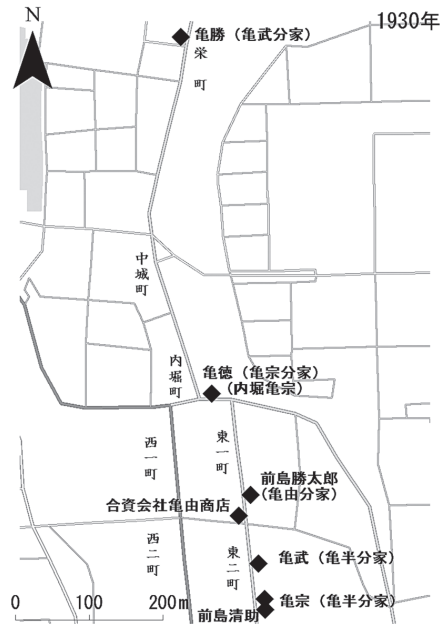 N
1930年
亀勝（亀武分家）
栄町
中城町
内堀町
亀徳（亀宗分家）
（内堀亀宗）
西一町
東一町
前島勝太郎
（亀由分家）
合資会社亀由商店
西二町
東二町
亀武（亀半分家）
亀宗（亀半分家）
前島清助
0 100 200m